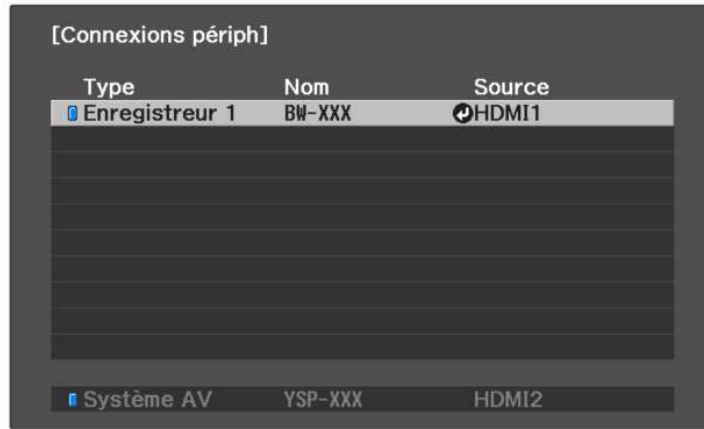 [Connexions périph]
Type Nom Source
Enregistreur 1 BW-XXX HDMI1
Système AV YSP-XXX HDMI2